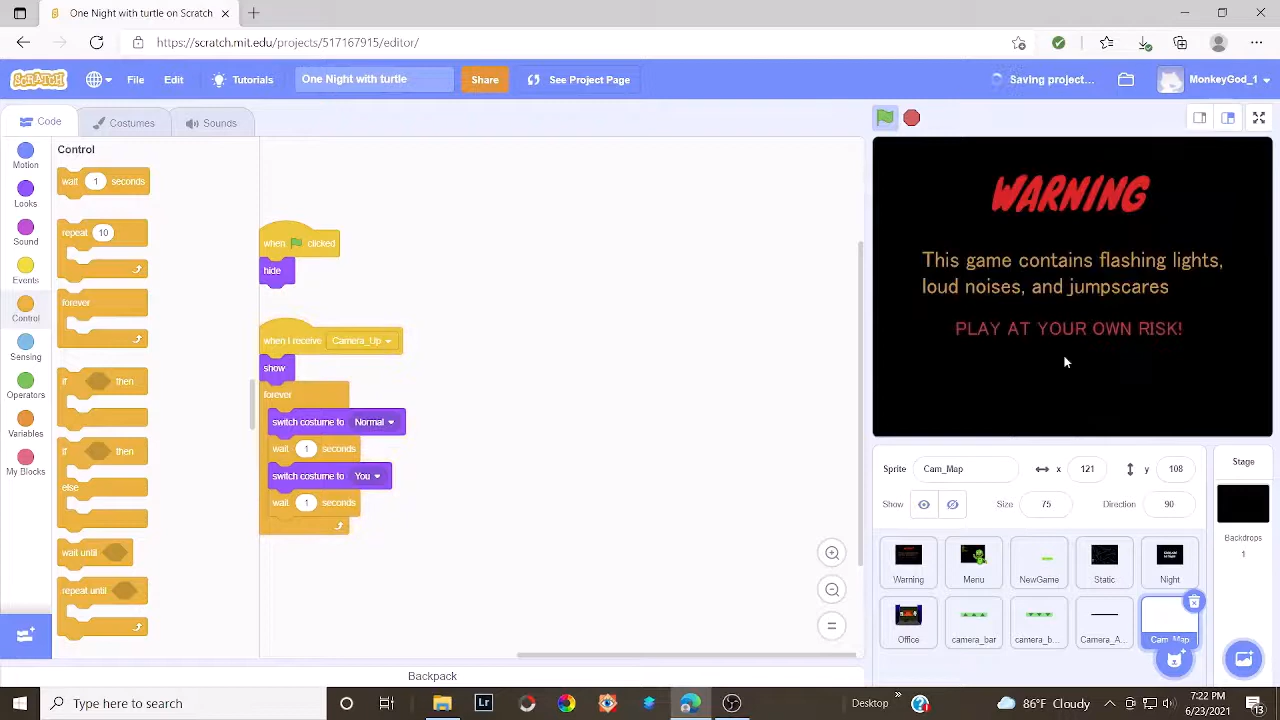 One Night with turtle on Scratch
https://scratch.mit.edu/projects/517167915/editor/
SCRATCH File Edit Tutorials One Night with turtle Share See Project Page Saving project... MonkeyGod_1
Code Costumes Sounds
Motion
Looks
Sound
Events
Control
Sensing
Operators
Variables
My Blocks
Control
wait 1 seconds
repeat 10
forever
if then
if then
else
wait until
repeat until
when clicked
hide
when I receive Camera_Up
show
forever
switch costume to Normal
wait 1 seconds
switch costume to You
wait 1 seconds
WARNING
This game contains flashing lights,
loud noises, and jumpscares
PLAY AT YOUR OWN RISK!
Sprite Cam_Map x 121 y 108
Show Size 75 Direction 90
Warning Menu NewGame Static Night
Office camera_bar camera_b... Camera_A... Cam_Map
Stage
Backdrops
1
Backpack
Type here to search
Lr
Desktop
86°F Cloudy
7:22 PM
6/23/2021